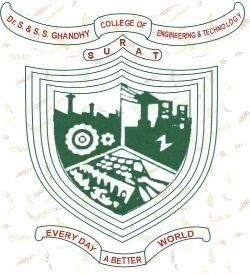 Dr. S. & S. S. GHANDHY COLLEGE OF ENGINEERING & TECHNOLOGY
SURAT
EVERY DAY A BETTER WORLD